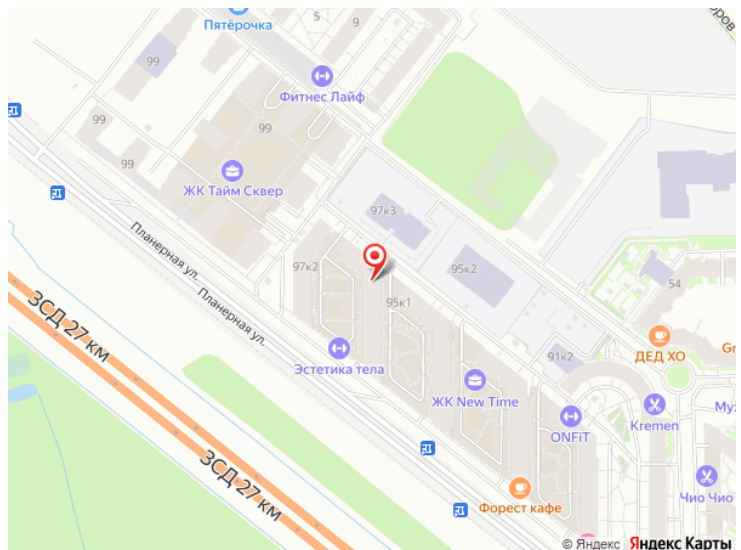 Пятёрочка
9
5
99
Фитнес Лайф
99
99
99
ЖК Тайм Сквер
97к3
Планерная ул.
97к2
95к2
54
95к1
Планерная ул.
ЗСД 27 км
91к2
ДЕД ХО
Gr
Эстетика тела
ЖК New Time
Kremen
Муз
ONFIT
ЗСД 27 км
Чио Чио
Форест кафе
© Яндекс Яндекс Карты